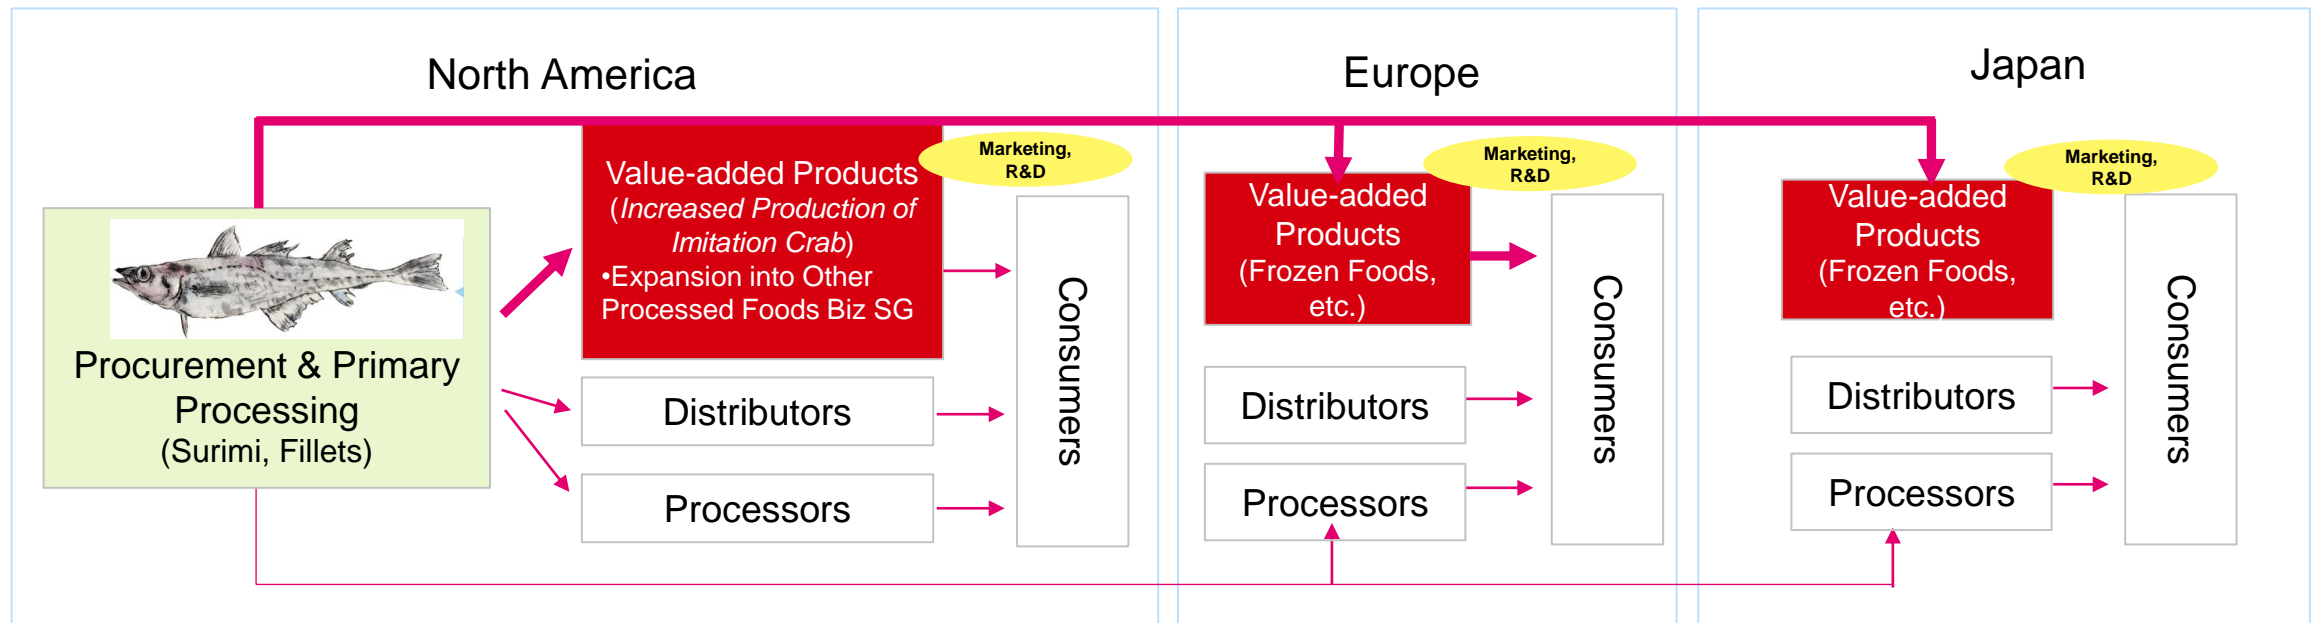 North America
Procurement & Primary
Processing
(Surimi, Fillets)
Value-added Products
(Increased Production of
Imitation Crab)
•Expansion into Other
Processed Foods Biz SG
Marketing,
R&D
Distributors
Processors
Consumers
Europe
Marketing,
R&D
Value-added
Products
(Frozen Foods,
etc.)
Distributors
Processors
Consumers
Japan
Marketing,
R&D
Value-added
Products
(Frozen Foods,
etc.)
Distributors
Processors
Consumers